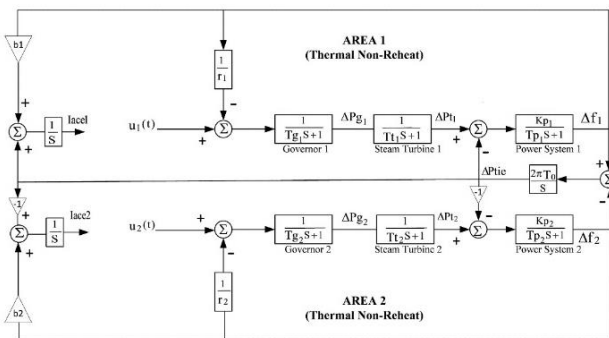 b1
AREA 1
(Thermal Non-Reheat)
1
r1
+
+
Σ
1
S
Iace1
u1(t)
+
−
Σ
1
Tg1S+1
Governor 1
ΔPg1
1
Tt1S+1
Steam Turbine 1
ΔPt1
+
Σ
−
Kp1
Tp1S+1
Power System 1
Δf1
ΔPtie
-1
2πT0
S
+
Σ
−
-1
+
Σ
+
1
S
Iace2
u2(t)
+
Σ
−
1
Tg2S+1
Governor 2
ΔPg2
1
Tt2S+1
Steam Turbine 2
ΔPt2
−
+
Σ
Kp2
Tp2S+1
Power System 2
Δf2
1
r2
b2
AREA 2
(Thermal Non-Reheat)